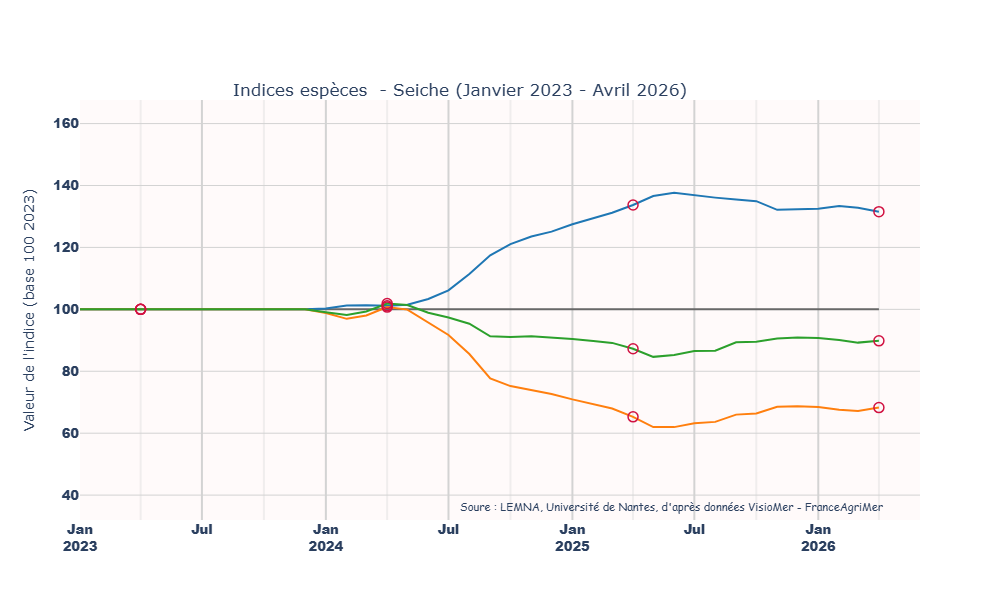 Indices espèces  - Seiche (Janvier 2023 - Avril 2026)
Valeur de l'indice (base 100 2023)
160
140
120
100
80
60
40
Soure : LEMNA, Université de Nantes, d'après données VisioMer - FranceAgriMer
Jan Jul Jan Jul Jan Jul Jan
2023 2024 2025 2026